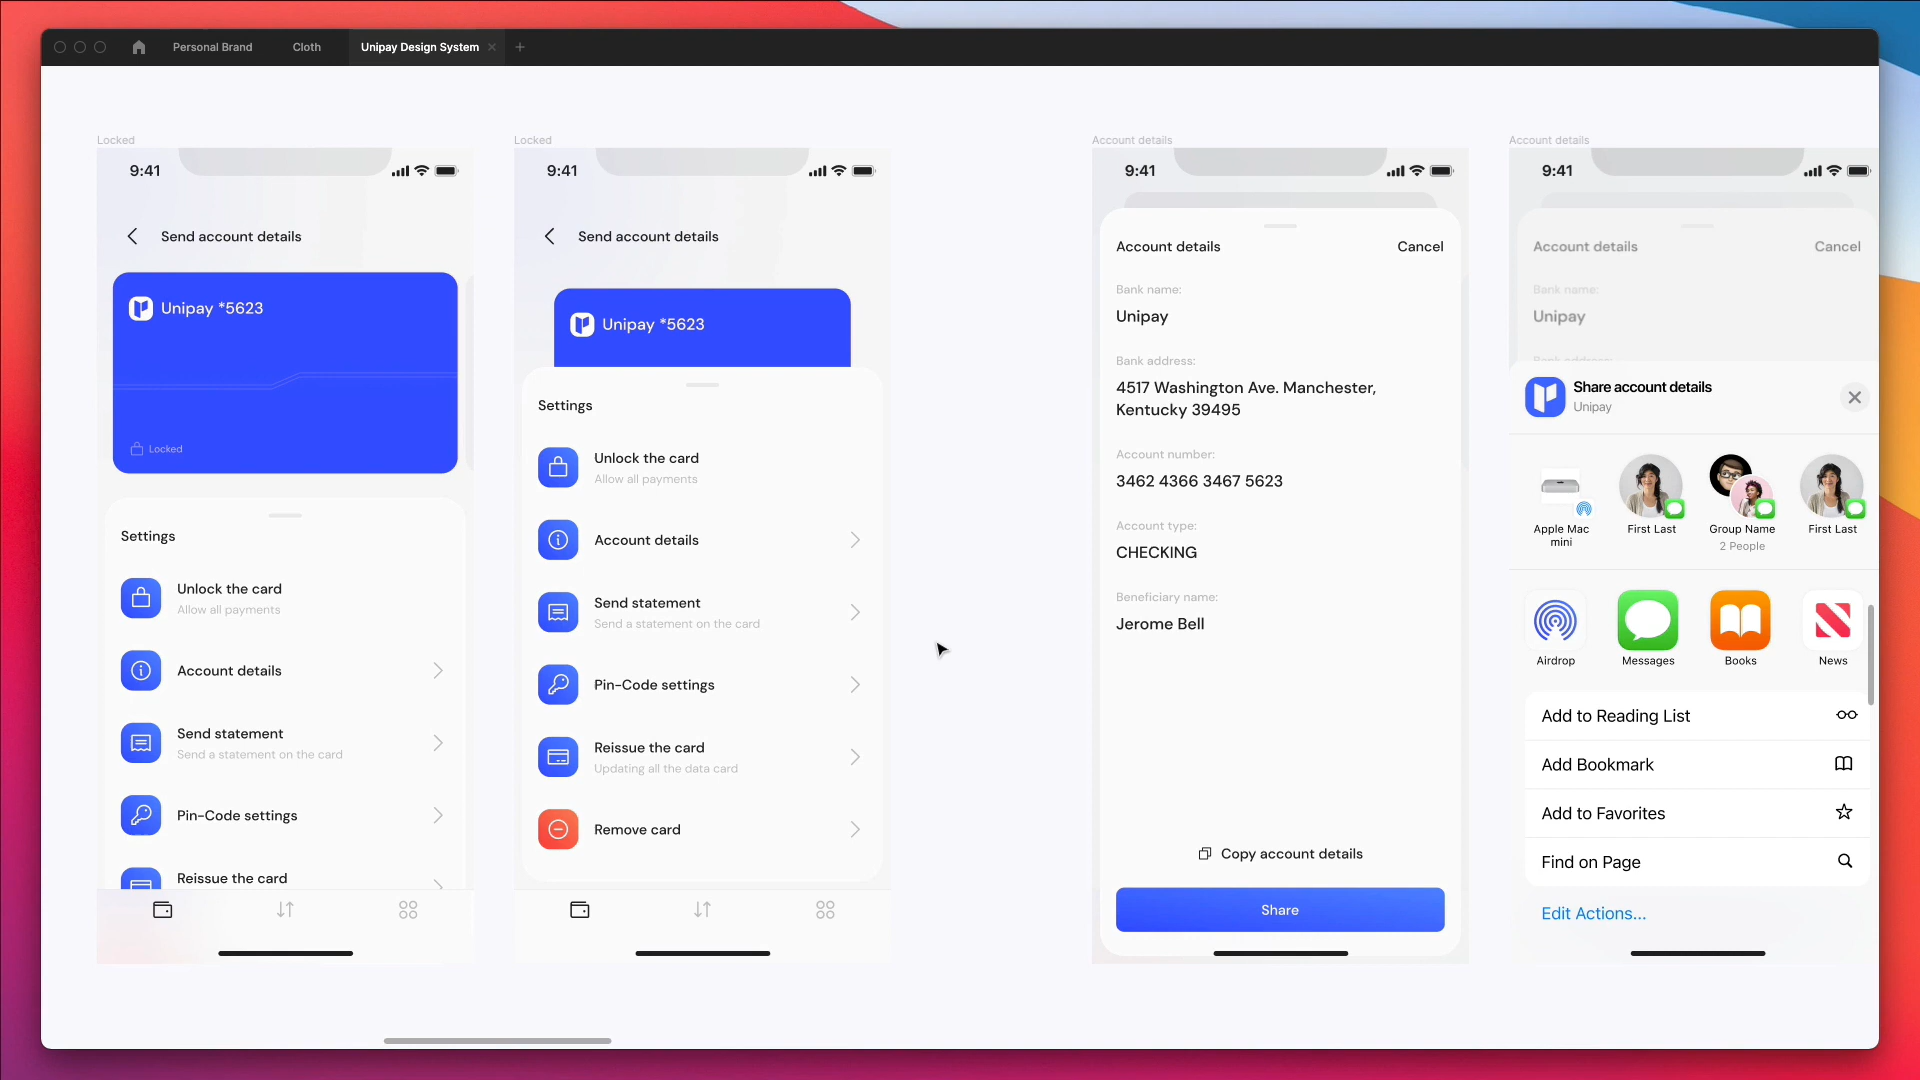 Personal Brand
Cloth
Unipay Design System
Locked
9:41
Send account details
Unipay *5623
Locked
Settings
Unlock the card
Allow all payments
Account details
Send statement
Send a statement on the card
Pin-Code settings
Reissue the card
Locked
9:41
Send account details
Unipay *5623
Settings
Unlock the card
Allow all payments
Account details
Send statement
Send a statement on the card
Pin-Code settings
Reissue the card
Updating all the data card
Remove card
Account details
9:41
Account details
Cancel
Bank name:
Unipay
Bank address:
4517 Washington Ave. Manchester,
Kentucky 39495
Account number:
3462 4366 3467 5623
Account type:
CHECKING
Beneficiary name:
Jerome Bell
Copy account details
Share
Account details
9:41
Account details
Cancel
Bank name:
Unipay
Bank address:
Share account details
Unipay
Apple Mac
mini
First Last
Group Name
2 People
First Last
Airdrop
Messages
Books
News
Add to Reading List
Add Bookmark
Add to Favorites
Find on Page
Edit Actions...